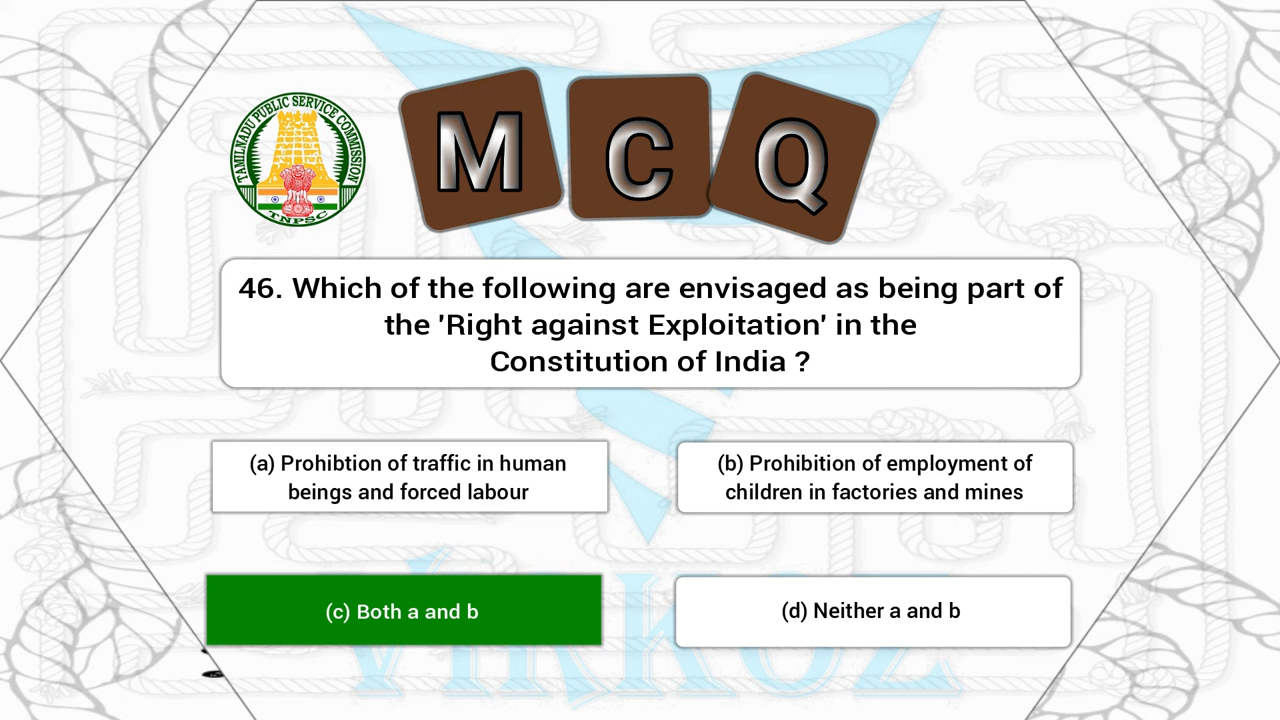 TAMILNADU PUBLIC SERVICE COMMISSION
TNPSC
M C Q
46. Which of the following are envisaged as being part of
the 'Right against Exploitation' in the
Constitution of India ?
(a) Prohibtion of traffic in human
beings and forced labour
(b) Prohibition of employment of
children in factories and mines
(c) Both a and b
(d) Neither a and b
VIRKOZ